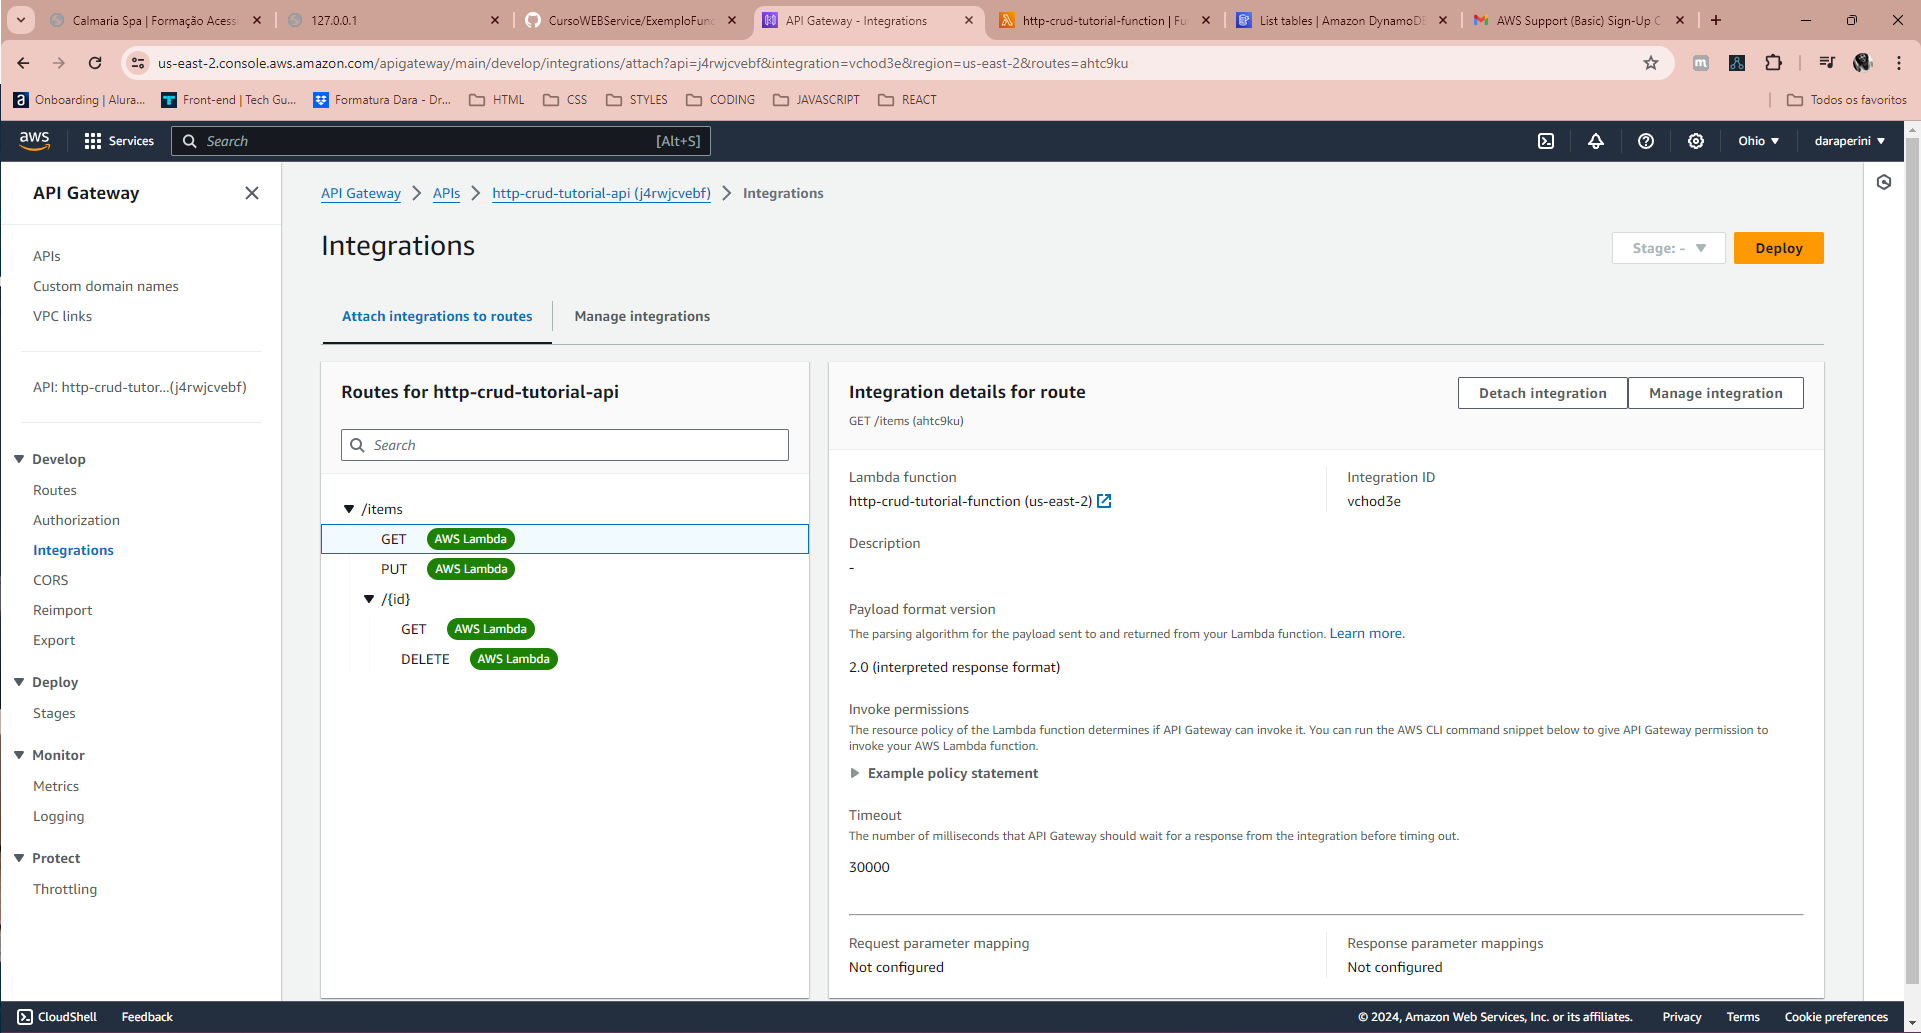 Calmaria Spa | Formação Acessi
127.0.0.1
CursoWEBService/ExemploFunc
API Gateway - Integrations
http-crud-tutorial-function | Fun
List tables | Amazon DynamoDB
AWS Support (Basic) Sign-Up C
us-east-2.console.aws.amazon.com/apigateway/main/develop/integrations/attach?api=j4rwjcvebf&integration=vchod3e&region=us-east-2&routes=ahtc9ku
Onboarding | Alura...
Front-end | Tech Gu...
Formatura Dara - Dr...
HTML
CSS
STYLES
CODING
JAVASCRIPT
REACT
Todos os favoritos
aws
Services
Search
[Alt+S]
Ohio
daraperini
API Gateway
APIs
Custom domain names
VPC links
API: http-crud-tutor...(j4rwjcvebf)
Develop
Routes
Authorization
Integrations
CORS
Reimport
Export
Deploy
Stages
Monitor
Metrics
Logging
Protect
Throttling
API Gateway
APIs
http-crud-tutorial-api (j4rwjcvebf)
Integrations
Integrations
Stage: -
Deploy
Attach integrations to routes
Manage integrations
Routes for http-crud-tutorial-api
Search
/items
GET AWS Lambda
PUT AWS Lambda
/{id}
GET AWS Lambda
DELETE AWS Lambda
Integration details for route
GET /items (ahtc9ku)
Detach integration
Manage integration
Lambda function
http-crud-tutorial-function (us-east-2)
Integration ID
vchod3e
Description
-
Payload format version
The parsing algorithm for the payload sent to and returned from your Lambda function. Learn more.
2.0 (interpreted response format)
Invoke permissions
The resource policy of the Lambda function determines if API Gateway can invoke it. You can run the AWS CLI command snippet below to give API Gateway permission to
invoke your AWS Lambda function.
Example policy statement
Timeout
The number of milliseconds that API Gateway should wait for a response from the integration before timing out.
30000
Request parameter mapping
Not configured
Response parameter mappings
Not configured
CloudShell
Feedback
© 2024, Amazon Web Services, Inc. or its affiliates.
Privacy
Terms
Cookie preferences